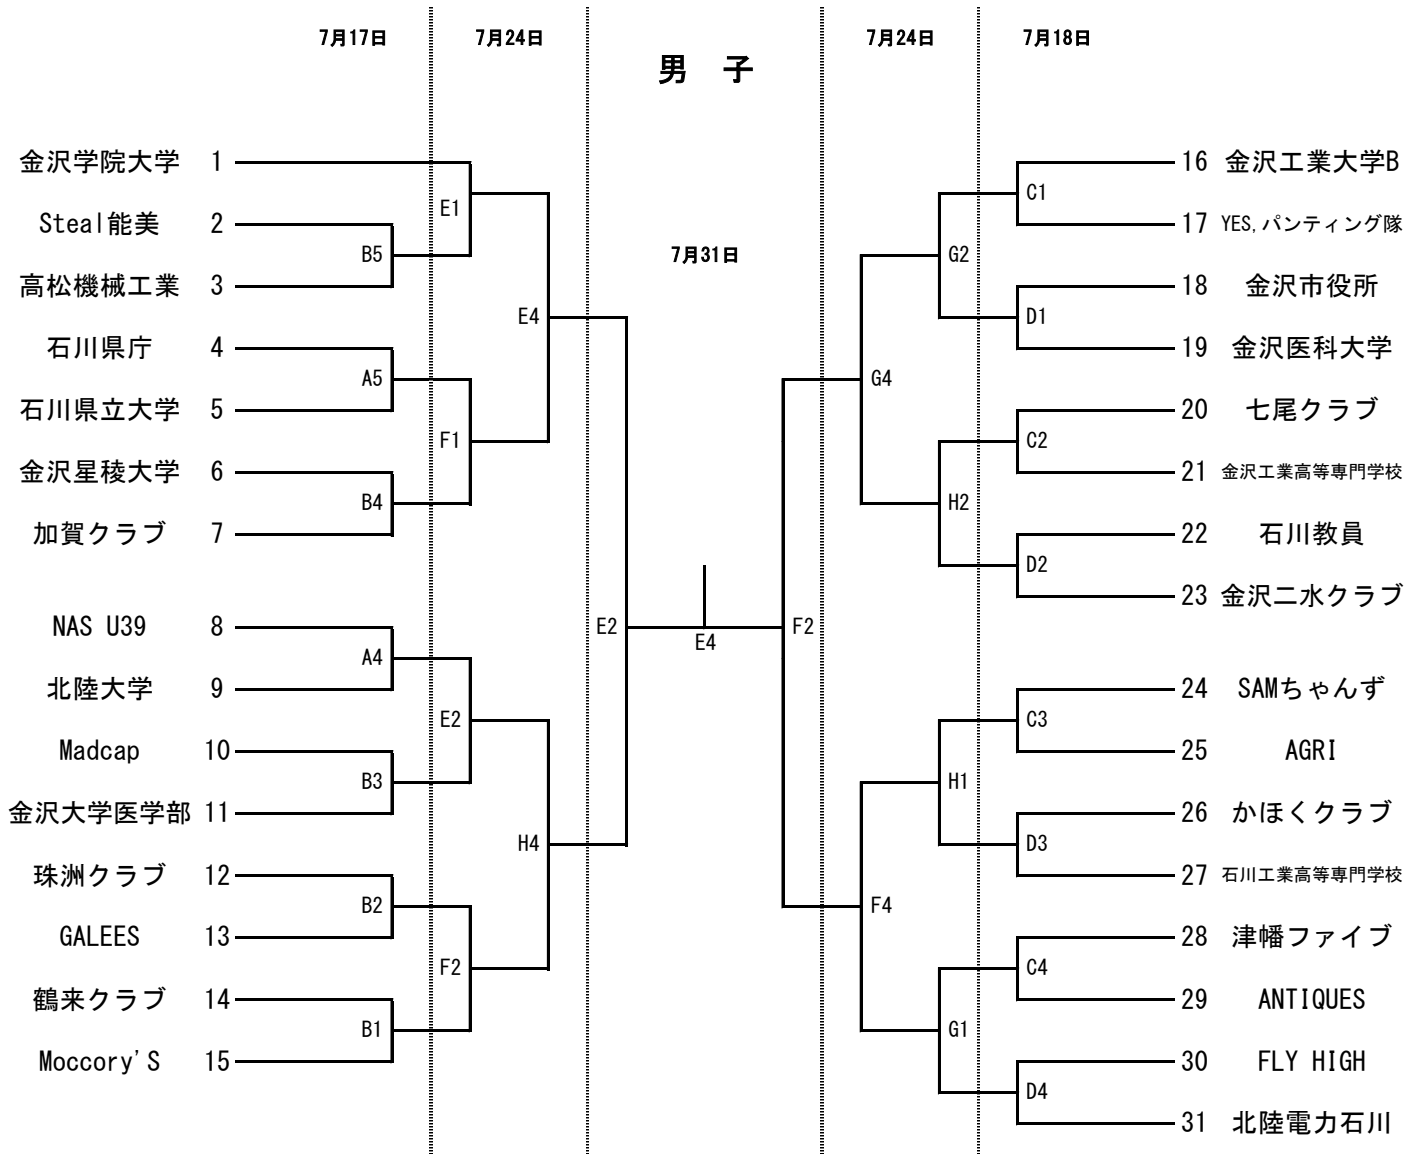 7月17日 7月24日 7月24日 7月18日
男 子
7月31日
金沢学院大学 1
Steal能美 2
高松機械工業 3
石川県庁 4
石川県立大学 5
金沢星稜大学 6
加賀クラブ 7
NAS U39 8
北陸大学 9
Madcap 10
金沢大学医学部 11
珠洲クラブ 12
GALEES 13
鶴来クラブ 14
Moccory'S 15
B5
A5
B4
A4
B3
B2
B1
E1
F1
E2
F2
E4
H4
E2
E4
F2
G4
F4
G2
H2
H1
G1
C1
D1
C2
D2
C3
D3
C4
D4
16 金沢工業大学B
17 YES,パンティング隊
18 金沢市役所
19 金沢医科大学
20 七尾クラブ
21 金沢工業高等専門学校
22 石川教員
23 金沢二水クラブ
24 SAMちゃんず
25 AGRI
26 かほくクラブ
27 石川工業高等専門学校
28 津幡ファイブ
29 ANTIQUES
30 FLY HIGH
31 北陸電力石川